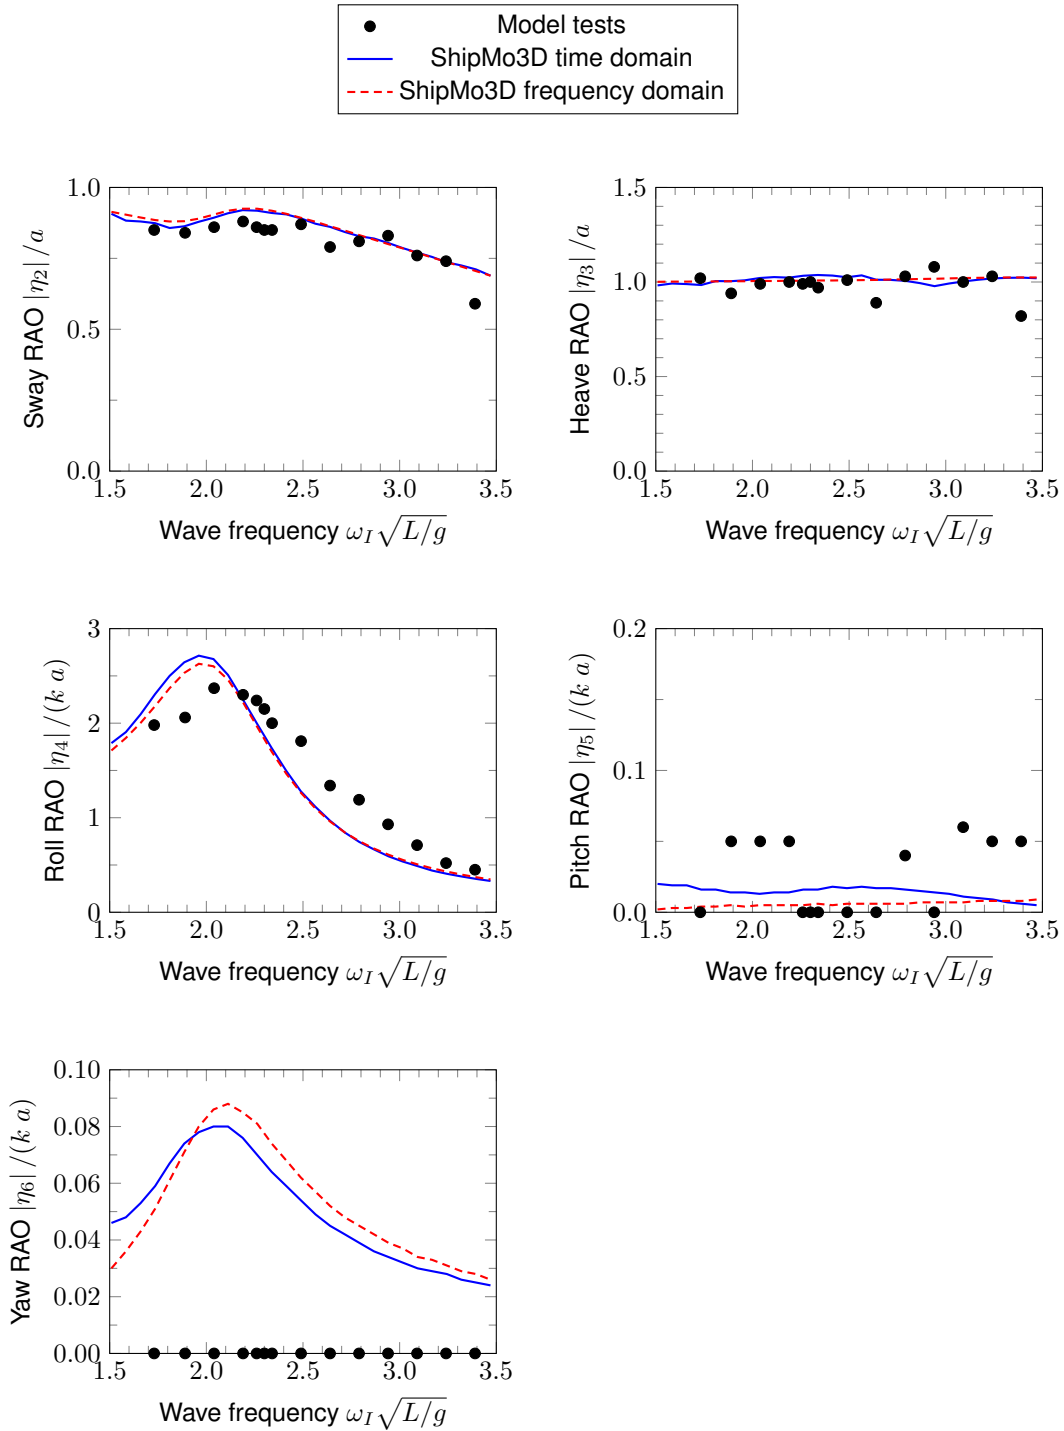 Model tests
ShipMo3D time domain
ShipMo3D frequency domain
1.0
0.5
0.0
1.5 2.0 2.5 3.0 3.5
Sway RAO |η₂|/a
Wave frequency ω_I√(L/g)
1.5
1.0
0.5
0.0
1.5 2.0 2.5 3.0 3.5
Heave RAO |η₃|/a
Wave frequency ω_I√(L/g)
3
2
1
0
1.5 2.0 2.5 3.0 3.5
Roll RAO |η₄|/(k a)
Wave frequency ω_I√(L/g)
0.2
0.1
0.0
1.5 2.0 2.5 3.0 3.5
Pitch RAO |η₅|/(k a)
Wave frequency ω_I√(L/g)
0.10
0.08
0.06
0.04
0.02
0.00
1.5 2.0 2.5 3.0 3.5
Yaw RAO |η₆|/(k a)
Wave frequency ω_I√(L/g)